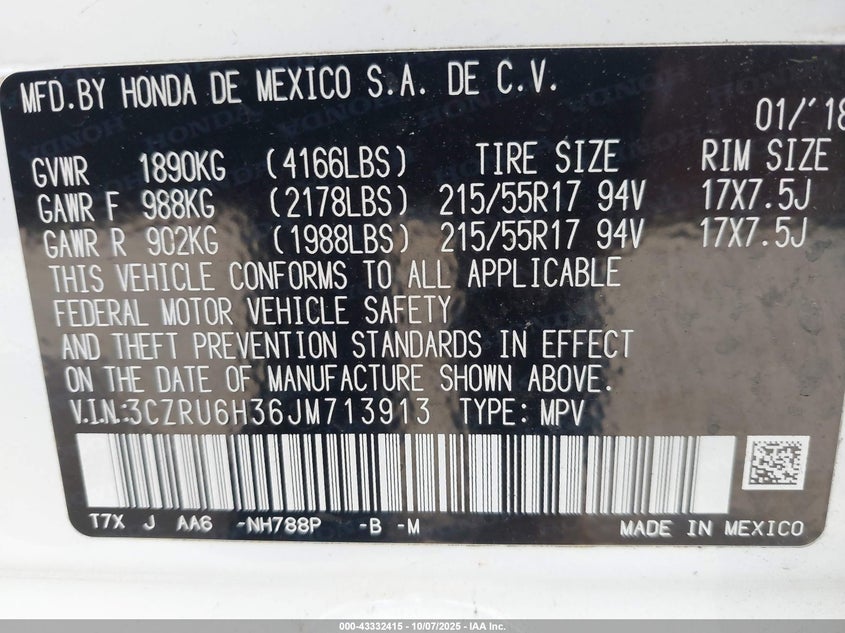 MFD.BY HONDA DE MEXICO S.A. DE C.V.
01/'18
GVWR 1890KG (4166LBS) TIRE SIZE RIM SIZE
GAWR F 988KG (2178LBS) 215/55R17 94V 17X7.5J
GAWR R 902KG (1988LBS) 215/55R17 94V 17X7.5J
THIS VEHICLE CONFORMS TO ALL APPLICABLE
FEDERAL MOTOR VEHICLE SAFETY
AND THEFT PREVENTION STANDARDS IN EFFECT
ON THE DATE OF MANUFACTURE SHOWN ABOVE.
V.I.N.:3CZRU6H36JM713913 TYPE: MPV
T7X J AA6 -NH788P -B -M MADE IN MEXICO
000-43332415 - 10/07/2025 - IAA Inc.